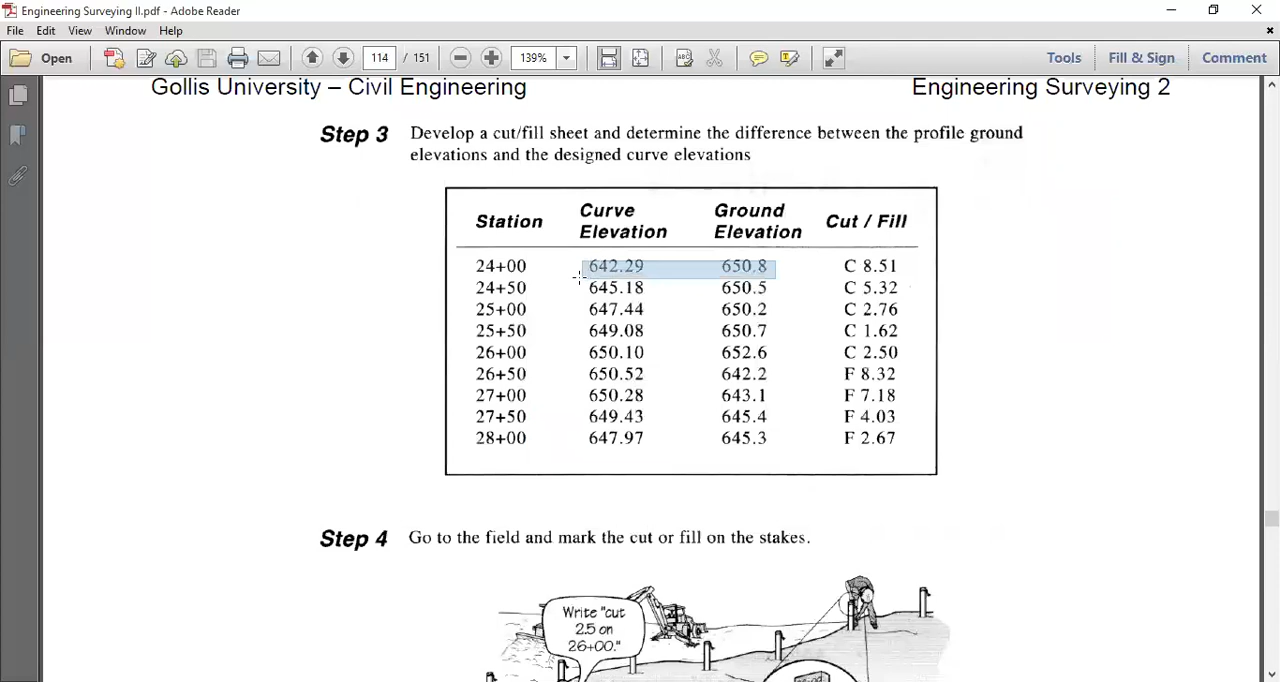 Engineering Surveying II.pdf - Adobe Reader
File Edit View Window Help
Open 114 / 151 139% Tools Fill & Sign Comment
Gollis University – Civil Engineering Engineering Surveying 2
Step 3 Develop a cut/fill sheet and determine the difference between the profile ground
elevations and the designed curve elevations
Station Curve Elevation Ground Elevation Cut / Fill
24+00 642.29 650.8 C 8.51
24+50 645.18 650.5 C 5.32
25+00 647.44 650.2 C 2.76
25+50 649.08 650.7 C 1.62
26+00 650.10 652.6 C 2.50
26+50 650.52 642.2 F 8.32
27+00 650.28 643.1 F 7.18
27+50 649.43 645.4 F 4.03
28+00 647.97 645.3 F 2.67
Step 4 Go to the field and mark the cut or fill on the stakes.
Write "cut
2.5 on
26+00."